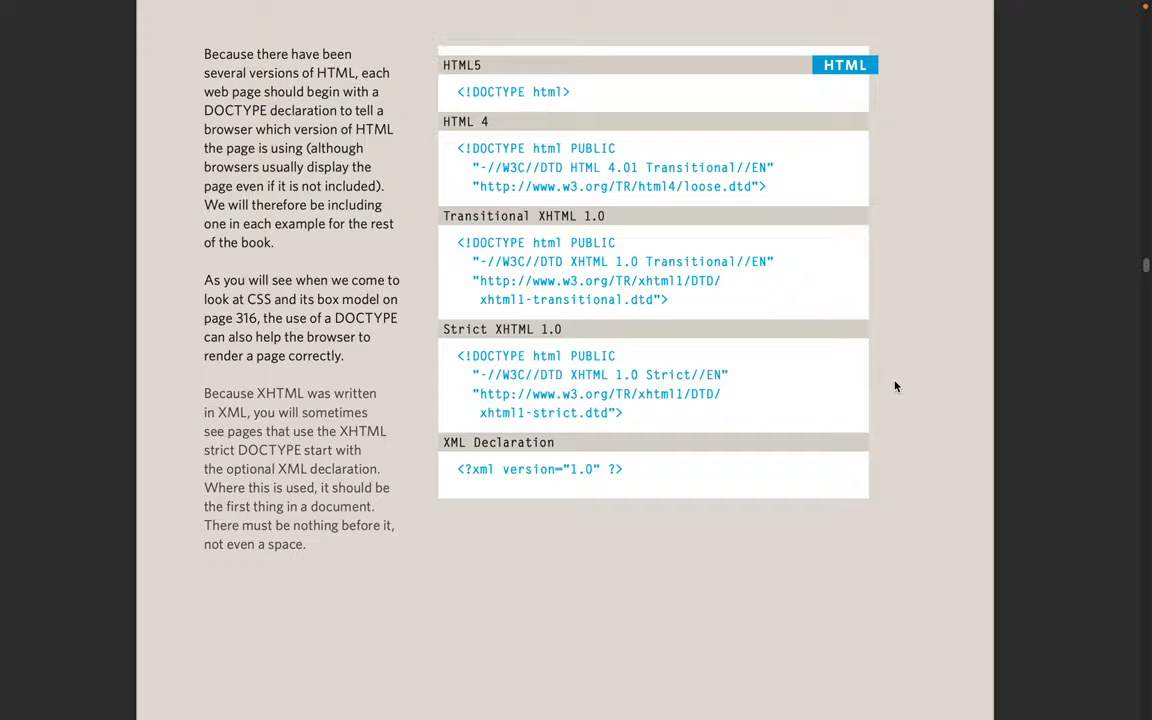 Because there have been
several versions of HTML, each
web page should begin with a
DOCTYPE declaration to tell a
browser which version of HTML
the page is using (although
browsers usually display the
page even if it is not included).
We will therefore be including
one in each example for the rest
of the book.
As you will see when we come to
look at CSS and its box model on
page 316, the use of a DOCTYPE
can also help the browser to
render a page correctly.
Because XHTML was written
in XML, you will sometimes
see pages that use the XHTML
strict DOCTYPE start with
the optional XML declaration.
Where this is used, it should be
the first thing in a document.
There must be nothing before it,
not even a space.
HTML5
HTML
<!DOCTYPE html>
HTML 4
<!DOCTYPE html PUBLIC
"-//W3C//DTD HTML 4.01 Transitional//EN"
"http://www.w3.org/TR/html4/loose.dtd">
Transitional XHTML 1.0
<!DOCTYPE html PUBLIC
"-//W3C//DTD XHTML 1.0 Transitional//EN"
"http://www.w3.org/TR/xhtml1/DTD/
xhtml1-transitional.dtd">
Strict XHTML 1.0
<!DOCTYPE html PUBLIC
"-//W3C//DTD XHTML 1.0 Strict//EN"
"http://www.w3.org/TR/xhtml1/DTD/
xhtml1-strict.dtd">
XML Declaration
<?xml version="1.0" ?>